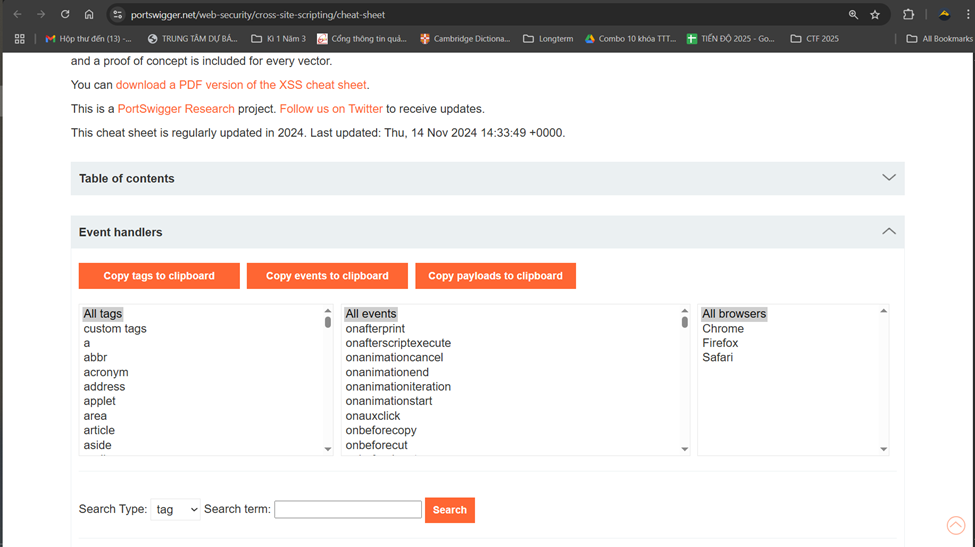 portswigger.net/web-security/cross-site-scripting/cheat-sheet
Hộp thư đến (13) -... TRUNG TÂM DỰ BÁ... Kì 1 Năm 3 Cổng thông tin quả... Cambridge Dictiona... Longterm Combo 10 khóa TTT... TIẾN ĐỘ 2025 - Go... CTF 2025 All Bookmarks
and a proof of concept is included for every vector.
You can download a PDF version of the XSS cheat sheet.
This is a PortSwigger Research project. Follow us on Twitter to receive updates.
This cheat sheet is regularly updated in 2024. Last updated: Thu, 14 Nov 2024 14:33:49 +0000.
Table of contents
Event handlers
Copy tags to clipboard Copy events to clipboard Copy payloads to clipboard
All tags
custom tags
a
abbr
acronym
address
applet
area
article
aside
All events
onafterprint
onafterscriptexecute
onanimationcancel
onanimationend
onanimationiteration
onanimationstart
onauxclick
onbeforecopy
onbeforecut
All browsers
Chrome
Firefox
Safari
Search Type: tag Search term: Search